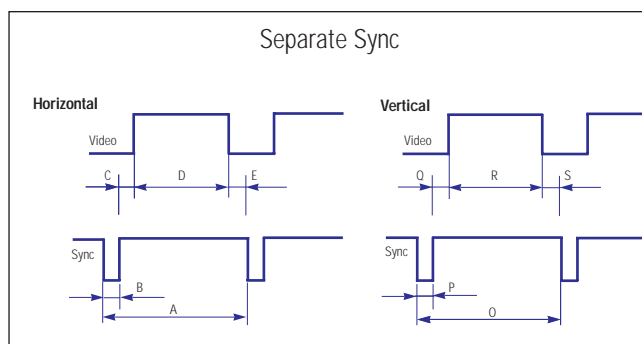 Separate Sync
Horizontal
Vertical
Video
Video
C
D
E
Q
R
S
Sync
Sync
B
P
A
O